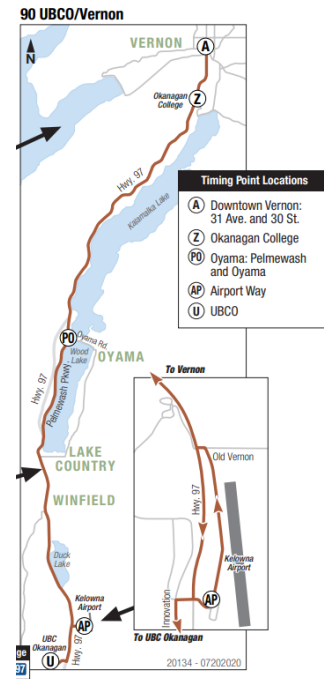 90 UBCO/Vernon
N
VERNON
A
Okanagan
College
Z
Hwy. 97
Kalamalka Lake
Timing Point Locations
A Downtown Vernon:
31 Ave. and 30 St.
Z Okanagan College
PO Oyama: Pelmewash
and Oyama
AP Airport Way
U UBCO
PO
Oyama Rd.
Wood
Lake
OYAMA
Hwy. 97
Pelmewash Pkwy.
LAKE
COUNTRY
WINFIELD
Duck
Lake
Kelowna
Airport
AP
UBC
Okanagan
U
Hwy. 97
ge
97
To Vernon
Old Vernon
Hwy. 97
Kelowna
Airport
AP
Innovation
To UBC Okanagan
20134 - 07202020